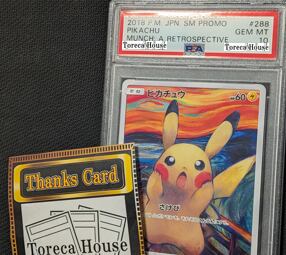 2018 P.M. JPN. SM PROMO #288
PIKACHU GEM MT
MUNCH, A RETROSPECTIVE 10
Toreca House PSA Toreca House
ピカチュウ HP60
さけび
Thanks Card
Toreca House